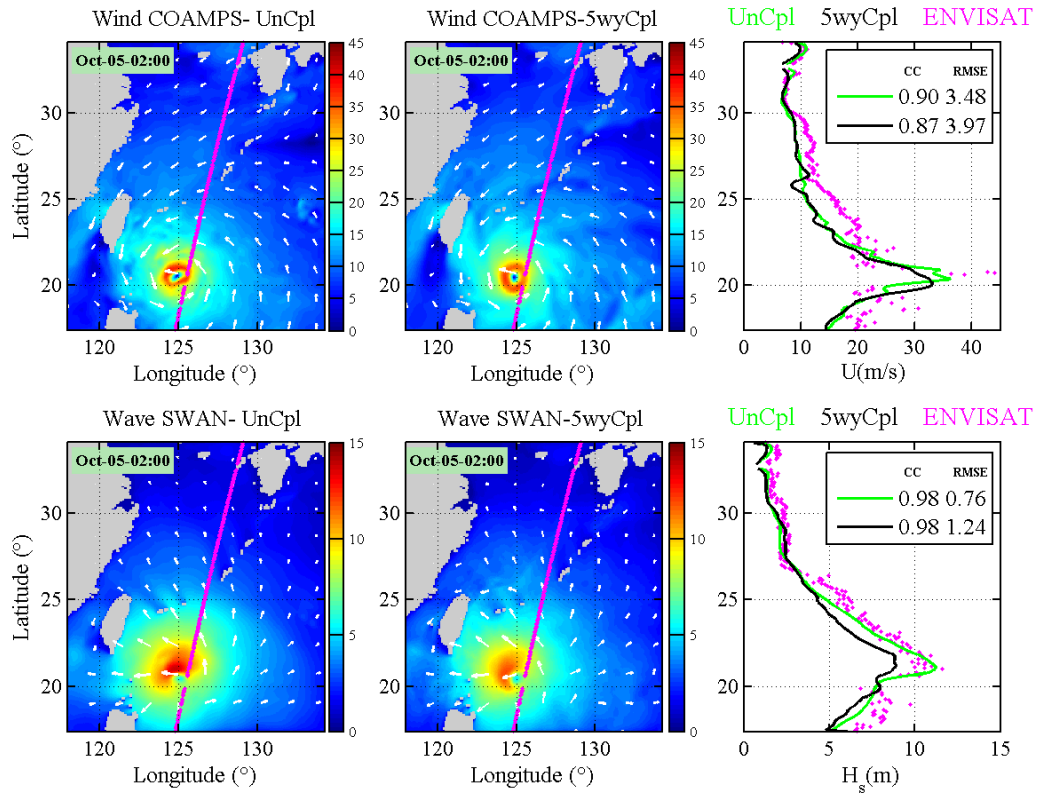 Wind COAMPS- UnCpl
Wind COAMPS-5wyCpl
UnCpl 5wyCpl ENVISAT
Oct-05-02:00
Oct-05-02:00
45
40
35
30
25
20
15
10
5
0
45
40
35
30
25
20
15
10
5
0
CC RMSE
0.90 3.48
0.87 3.97
Latitude (°)
30
25
20
30
25
20
30
25
20
120 125 130
120 125 130
0 10 20 30 40
Longitude (°)
Longitude (°)
U(m/s)
Wave SWAN- UnCpl
Wave SWAN-5wyCpl
UnCpl 5wyCpl ENVISAT
Oct-05-02:00
Oct-05-02:00
15
10
5
0
15
10
5
0
CC RMSE
0.98 0.76
0.98 1.24
Latitude (°)
30
25
20
30
25
20
30
25
20
120 125 130
120 125 130
0 5 10 15
Longitude (°)
Longitude (°)
H_s(m)